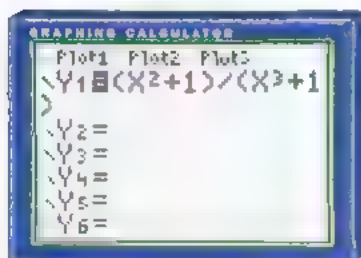 GRAPHING CALCULATOR
Plot1 Plot2 Plot3
\Y1=(X²+1)/(X³+1
)
\Y2=
\Y3=
\Y4=
\Y5=
\Y6=